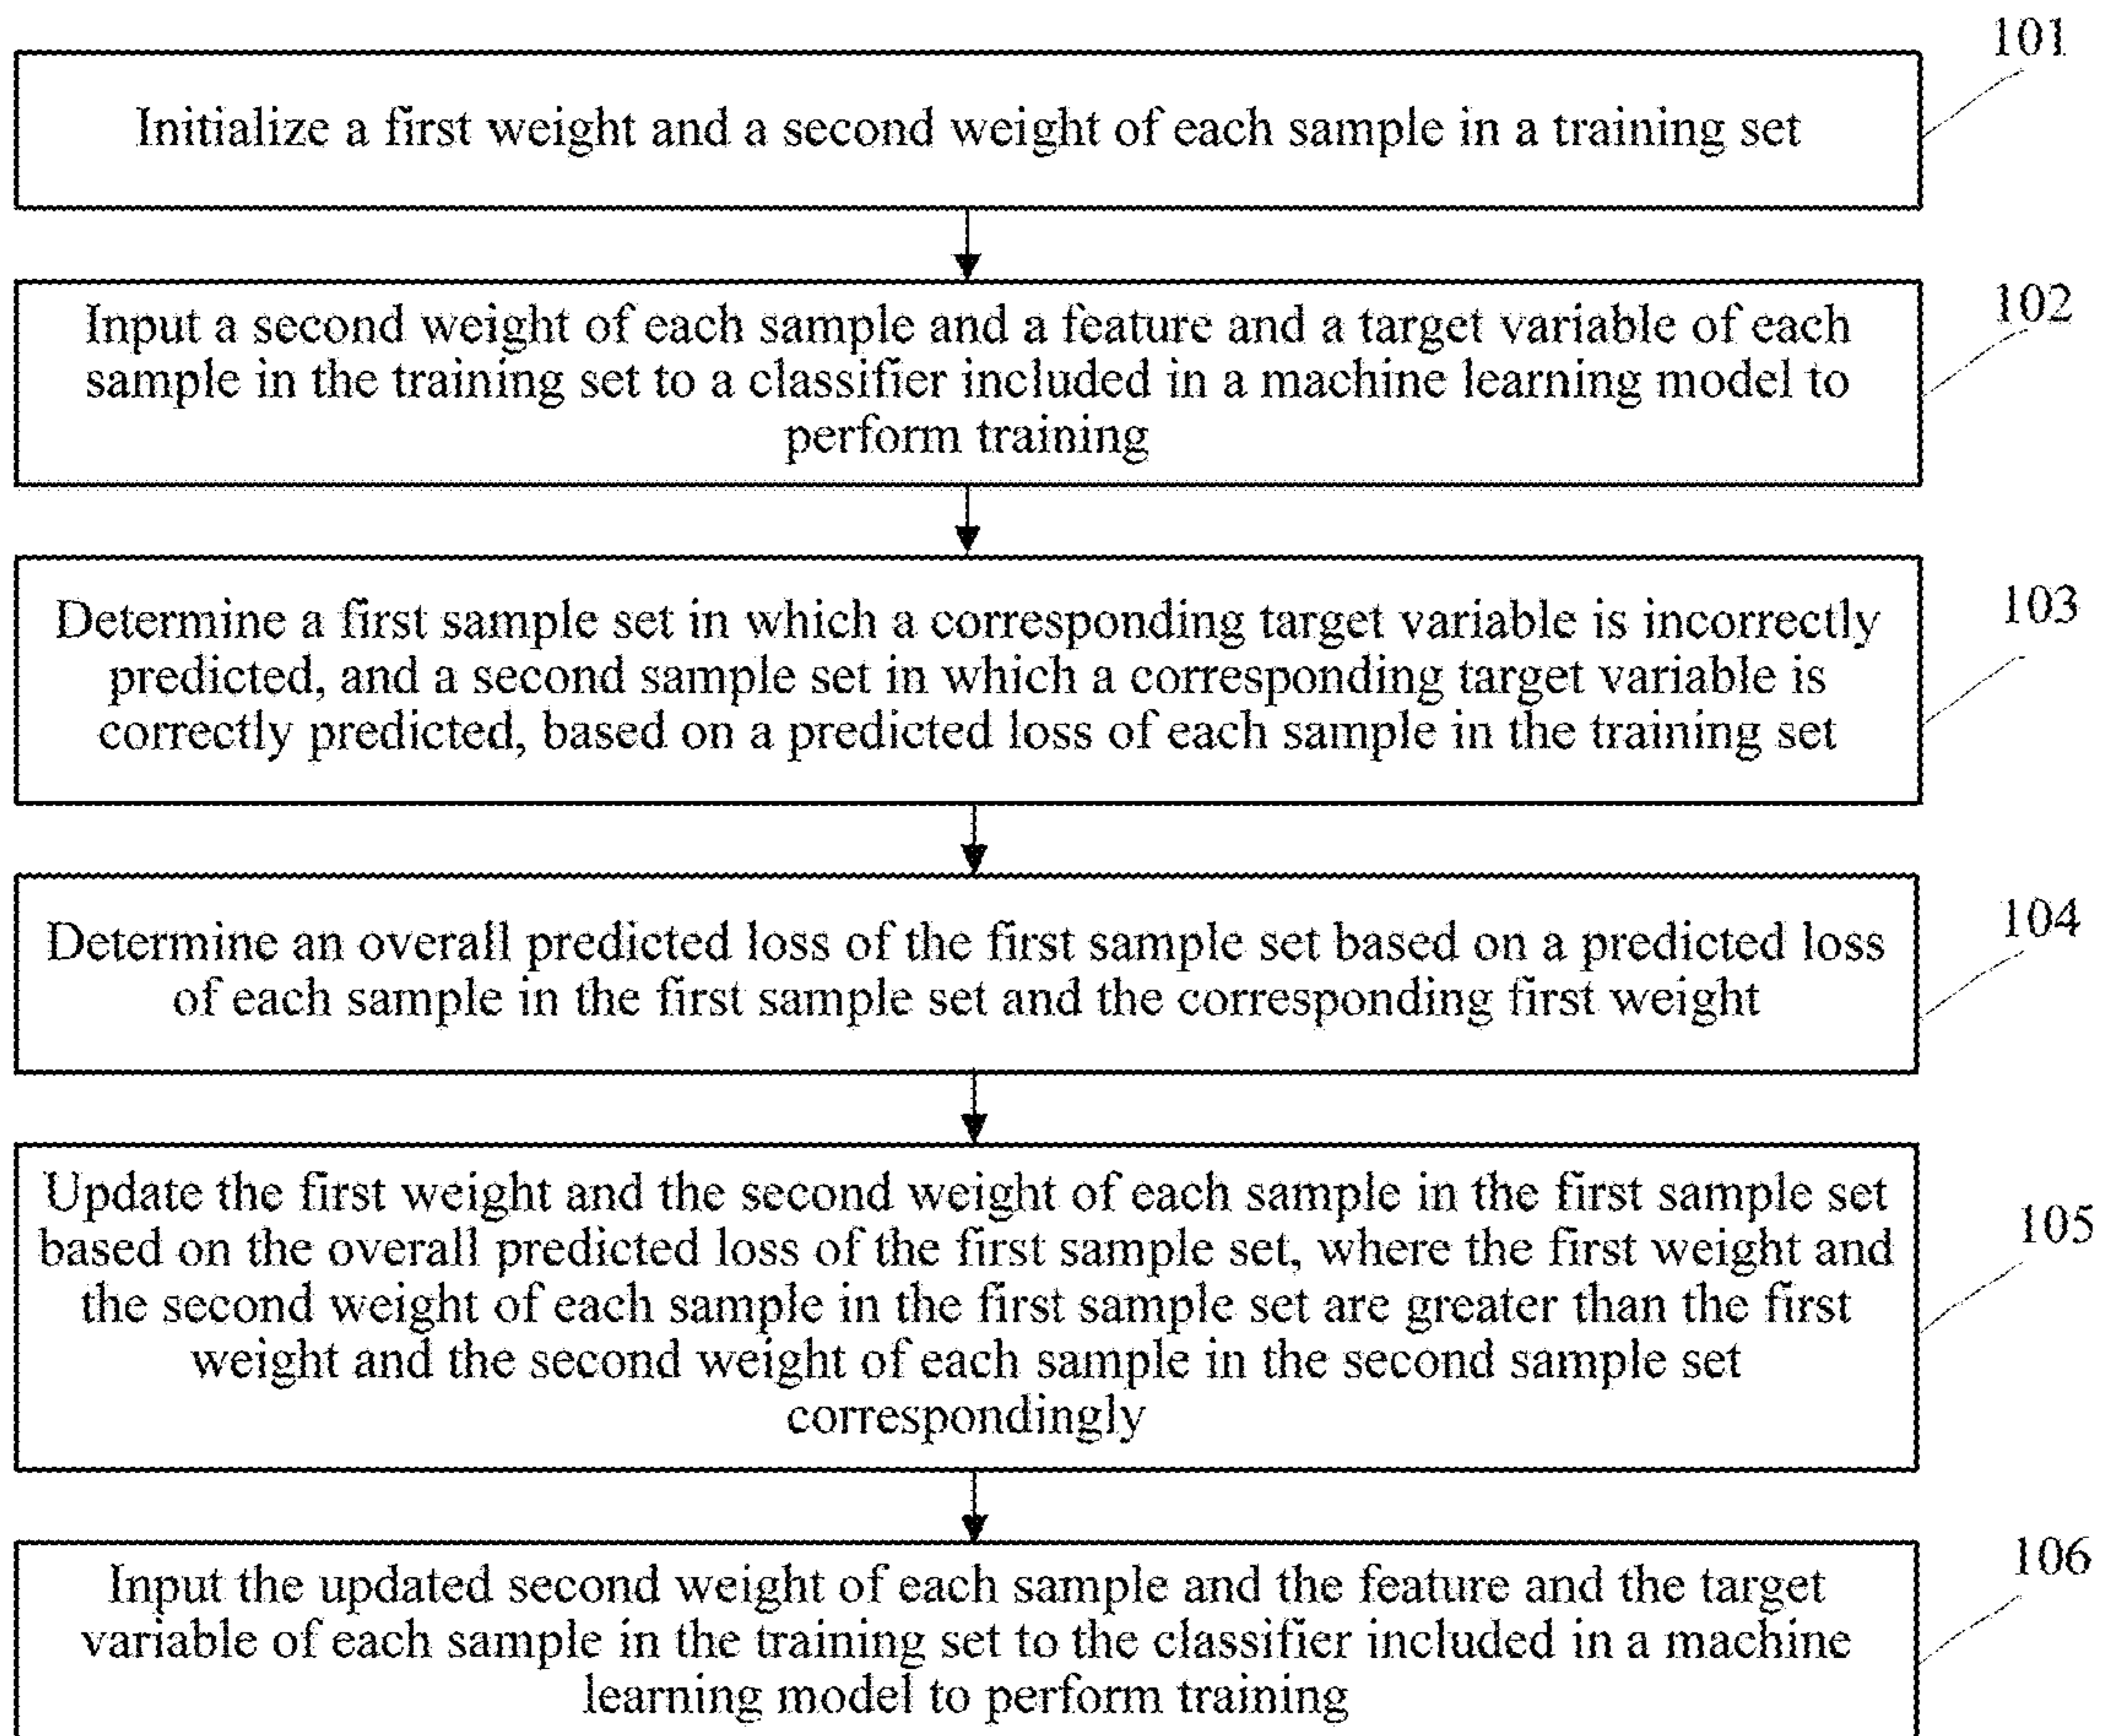 101
Initialize a first weight and a second weight of each sample in a training set
102
Input a second weight of each sample and a feature and a target variable of each
sample in the training set to a classifier included in a machine learning model to
perform training
103
Determine a first sample set in which a corresponding target variable is incorrectly
predicted, and a second sample set in which a corresponding target variable is
correctly predicted, based on a predicted loss of each sample in the training set
104
Determine an overall predicted loss of the first sample set based on a predicted loss
of each sample in the first sample set and the corresponding first weight
105
Update the first weight and the second weight of each sample in the first sample set
based on the overall predicted loss of the first sample set, where the first weight and
the second weight of each sample in the first sample set are greater than the first
weight and the second weight of each sample in the second sample set
correspondingly
106
Input the updated second weight of each sample and the feature and the target
variable of each sample in the training set to the classifier included in a machine
learning model to perform training